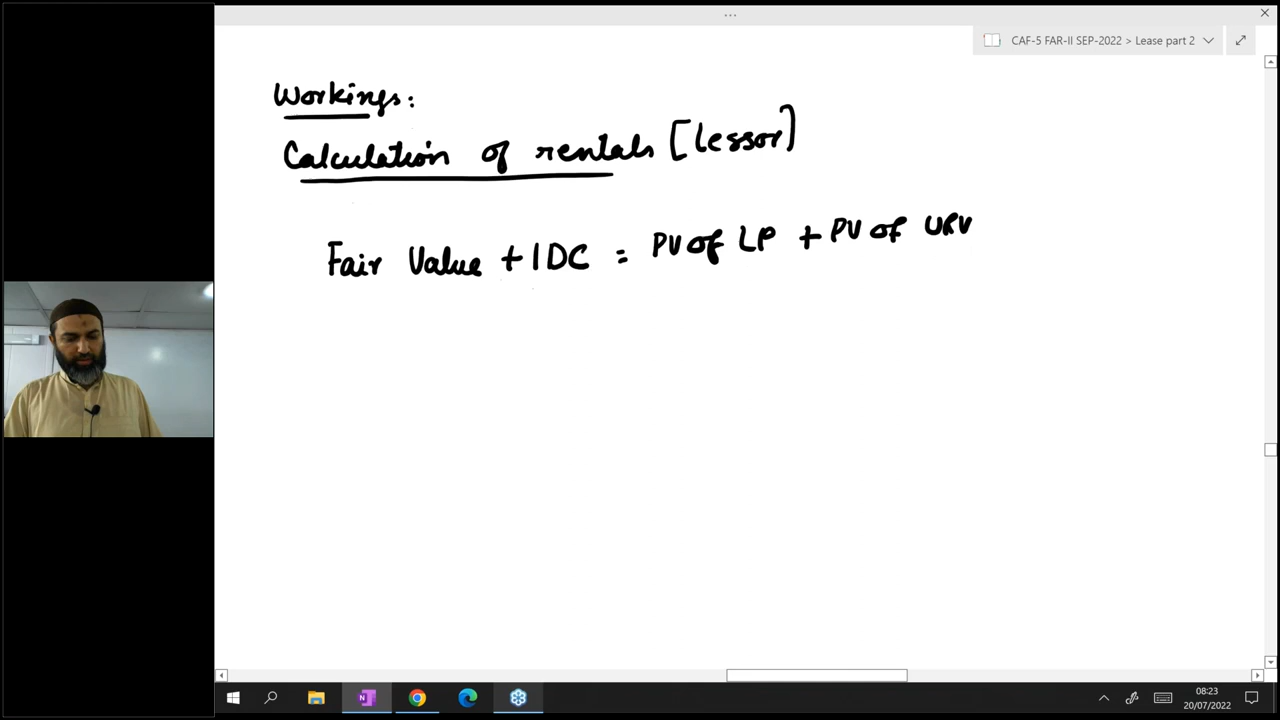 CAF-5 FAR-II SEP-2022 > Lease part 2
Workings:
Calculation of rentals [lessor]
Fair Value + IDC = PV of LP + PV of URV
08:23
20/07/2022